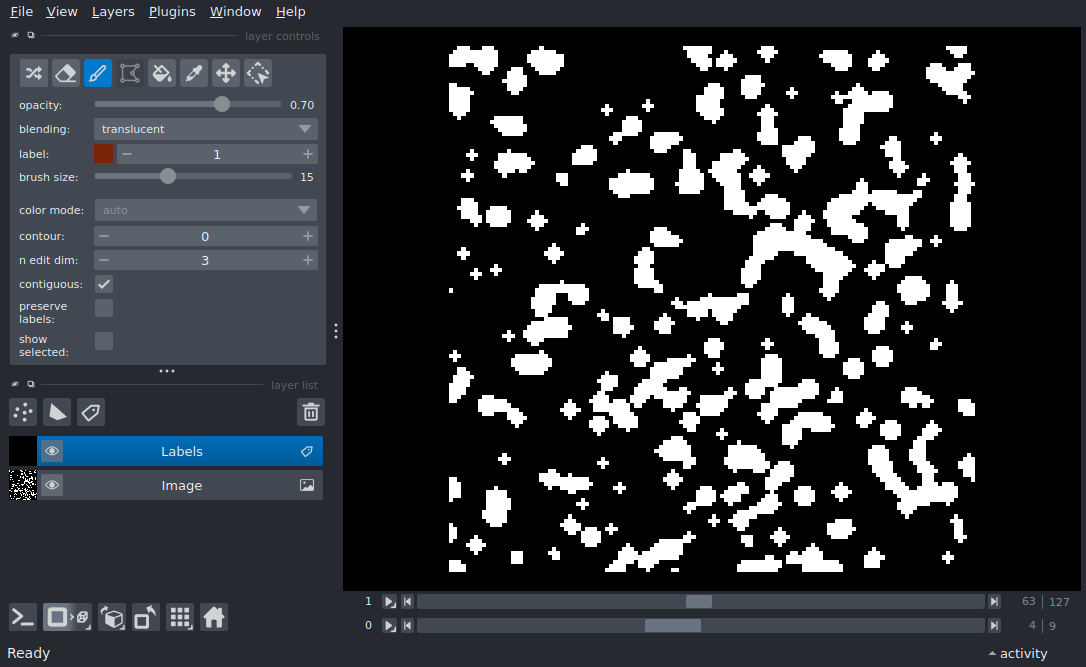 File View Layers Plugins Window Help
layer controls
opacity: 0.70
blending: translucent
label: 1
brush size: 15
color mode: auto
contour: 0
n edit dim: 3
contiguous:
preserve
labels:
show
selected:
layer list
Labels
Image
1 63 127
0 4 9
Ready activity